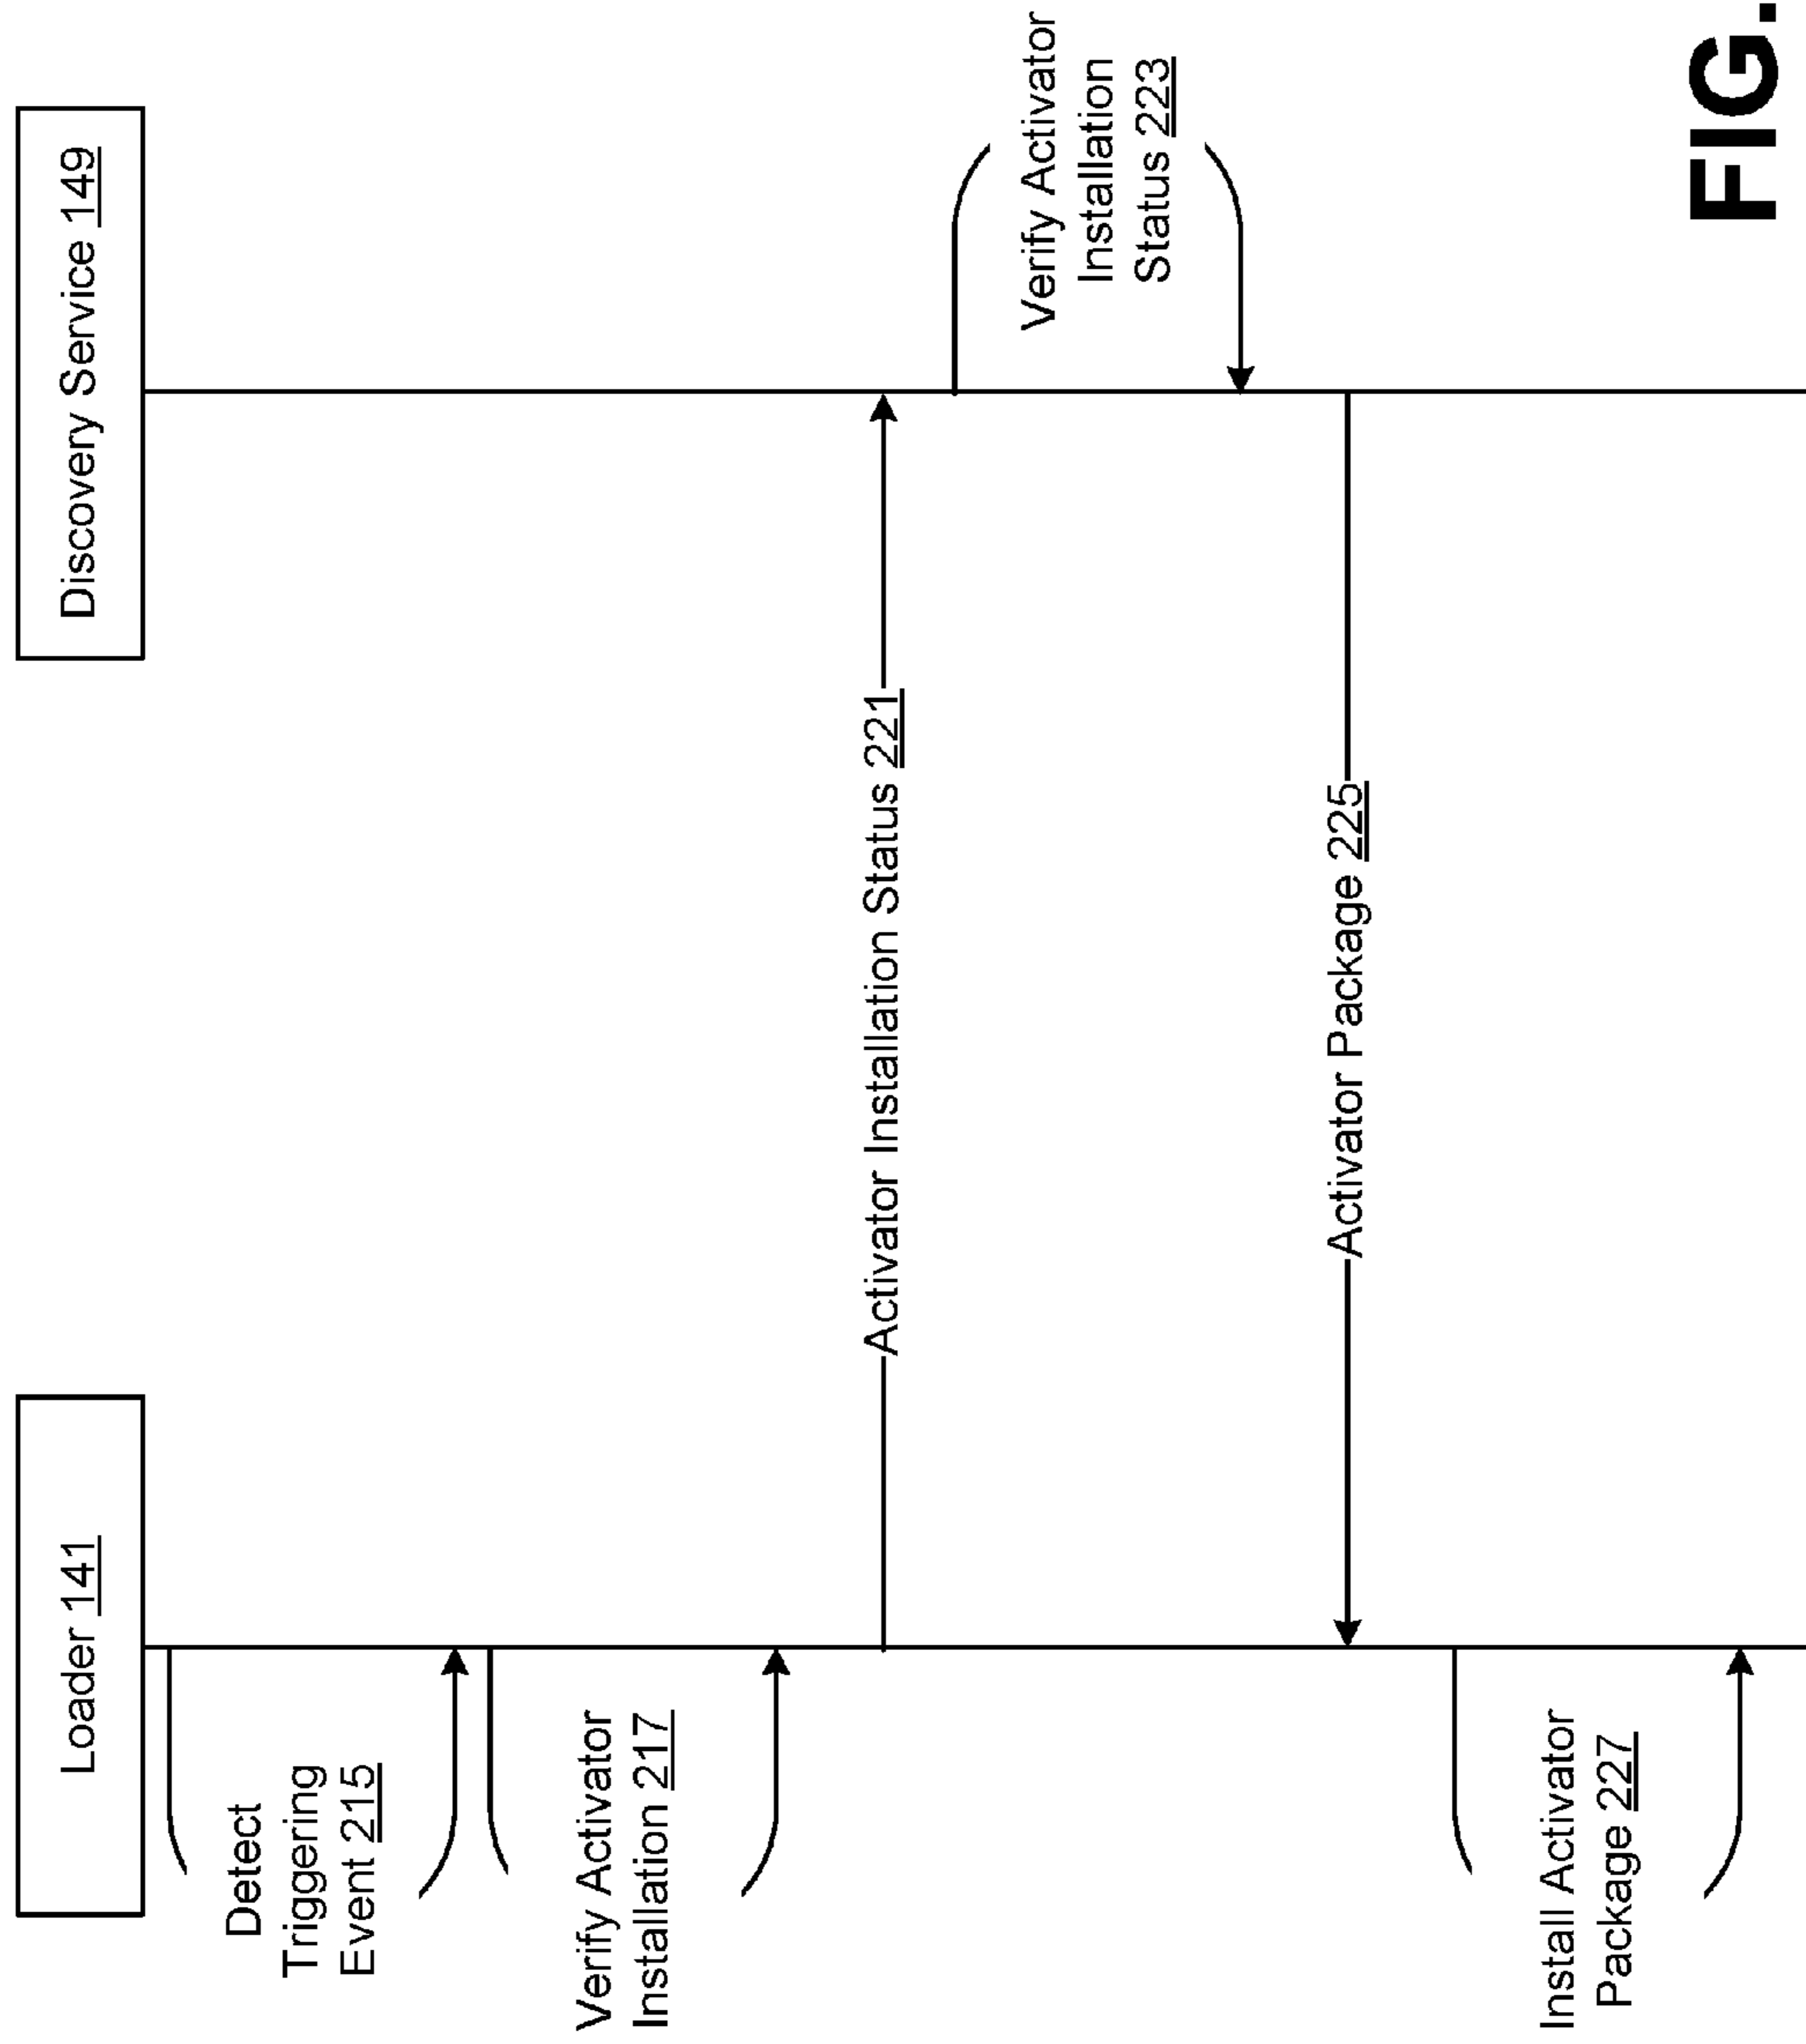 Loader 141
Discovery Service 149
Detect
Triggering
Event 215
Verify Activator
Installation 217
Activator Installation Status 221
Verify Activator
Installation
Status 223
Activator Package 225
Install Activator
Package 227
FIG.